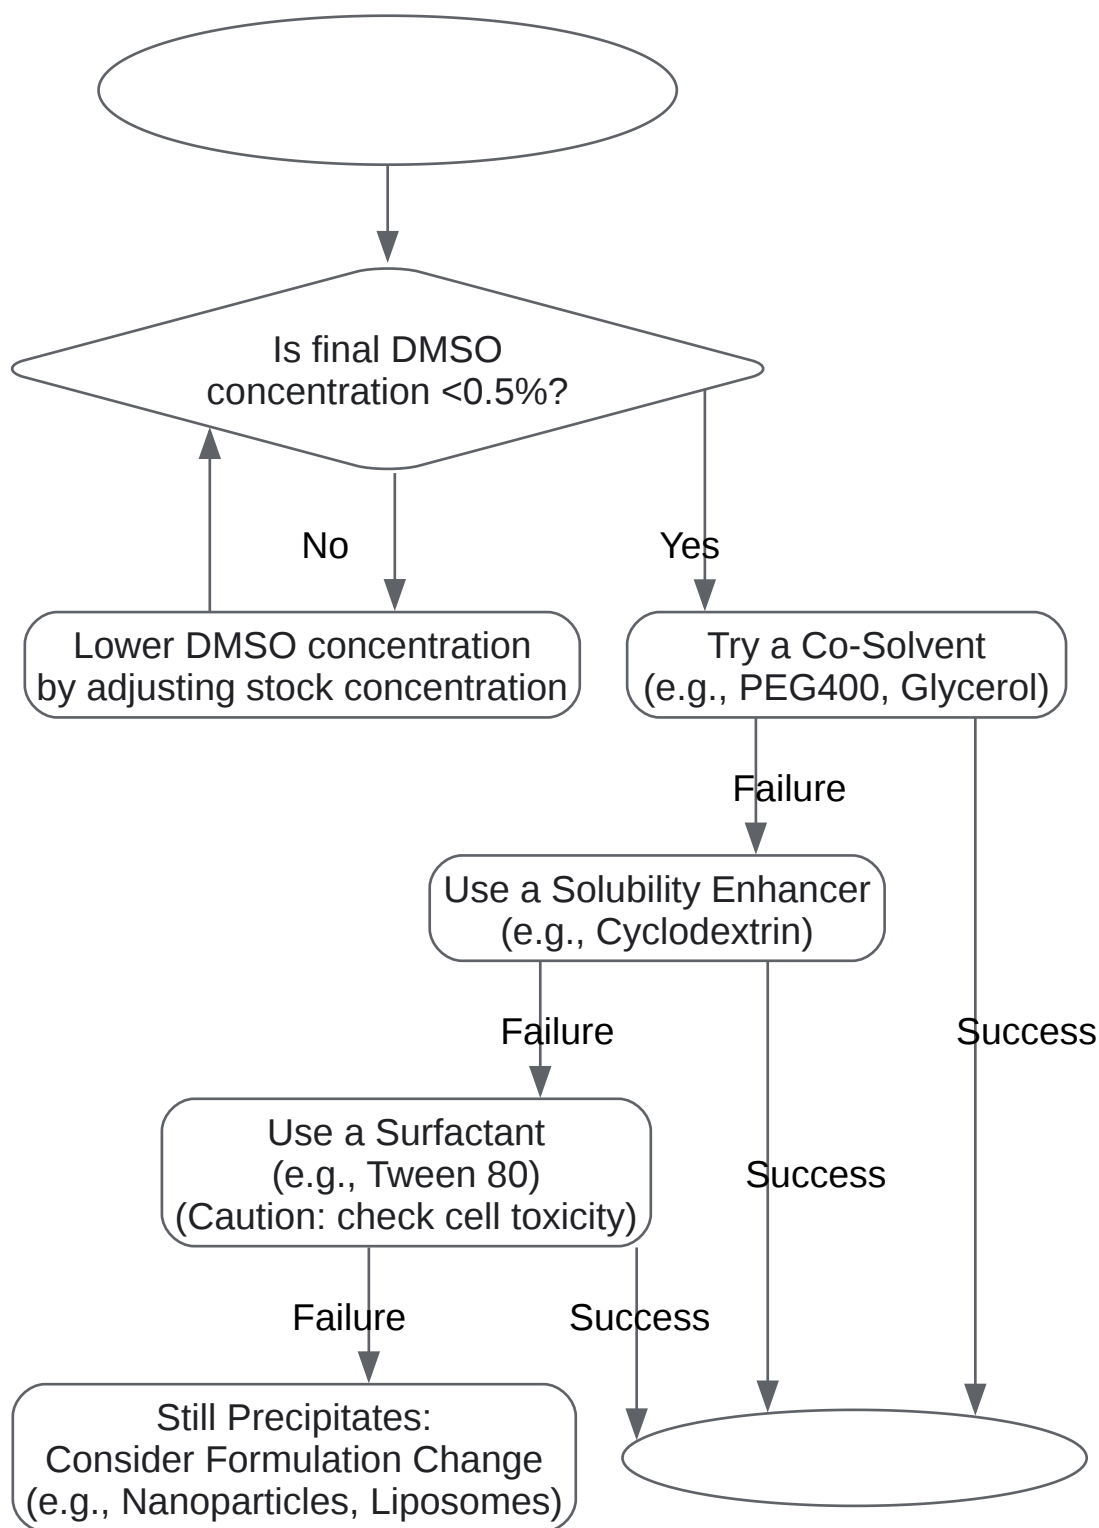 Is final DMSO
concentration <0.5%?
No
Yes
Lower DMSO concentration
by adjusting stock concentration
Try a Co-Solvent
(e.g., PEG400, Glycerol)
Failure
Use a Solubility Enhancer
(e.g., Cyclodextrin)
Failure
Success
Use a Surfactant
(e.g., Tween 80)
(Caution: check cell toxicity)
Success
Failure
Success
Still Precipitates:
Consider Formulation Change
(e.g., Nanoparticles, Liposomes)